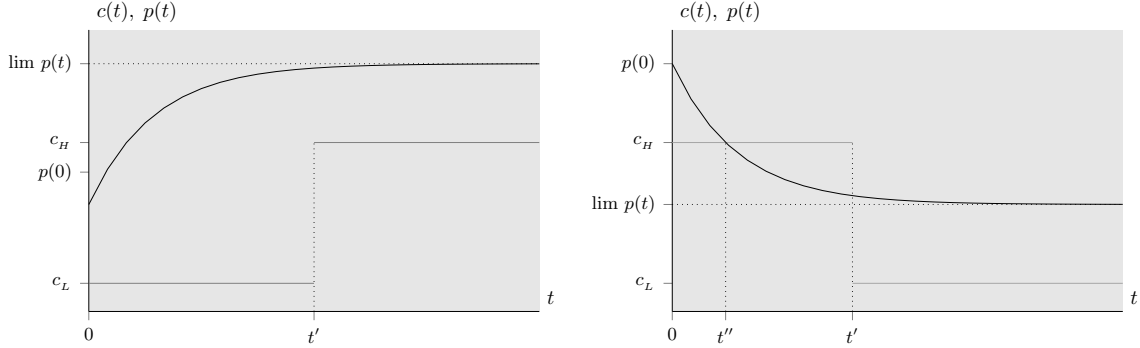 c(t), p(t)
lim p(t)
c_H
p(0)
c_L
t
0
t′
c(t), p(t)
p(0)
c_H
lim p(t)
c_L
t
0
t′′
t′